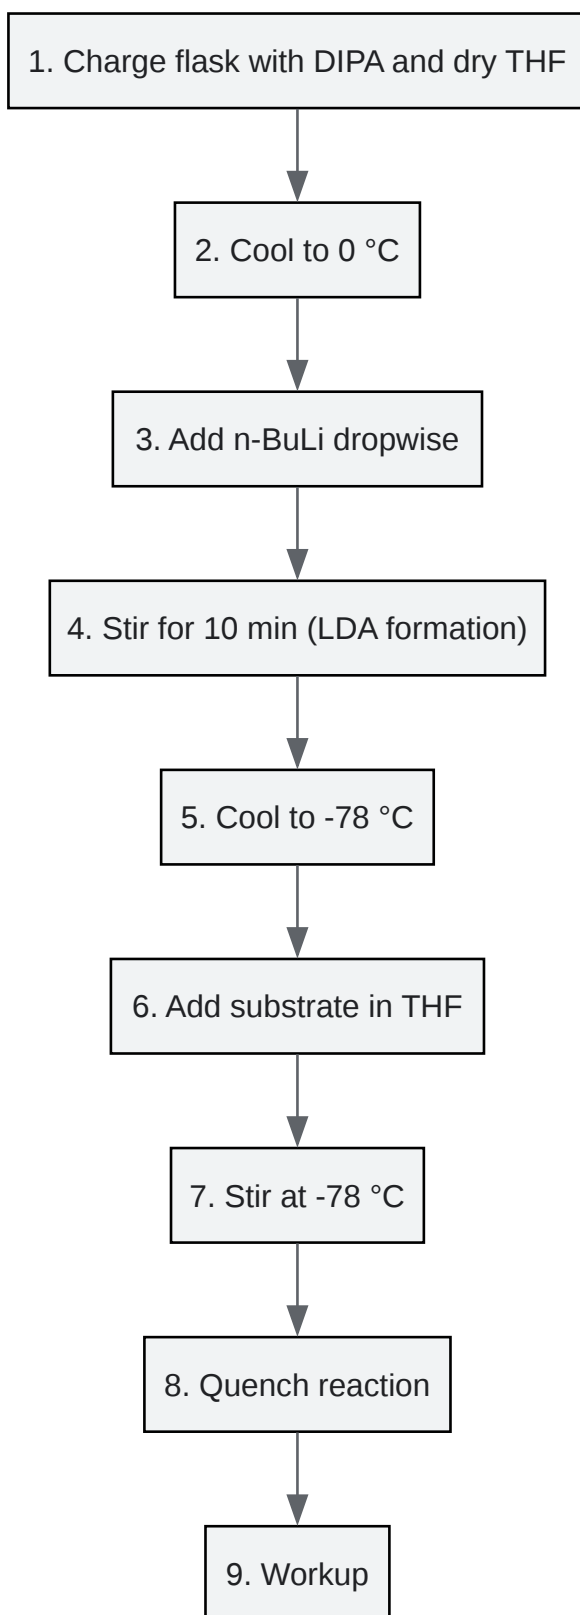 1. Charge flask with DIPA and dry THF
2. Cool to 0 °C
3. Add n-BuLi dropwise
4. Stir for 10 min (LDA formation)
5. Cool to -78 °C
6. Add substrate in THF
7. Stir at -78 °C
8. Quench reaction
9. Workup